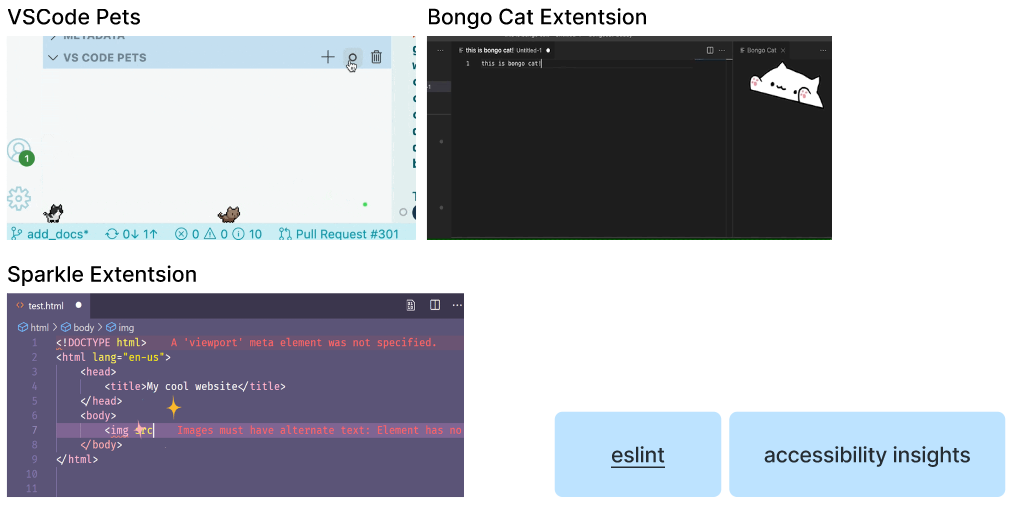 VSCode Pets
METADATA
VS CODE PETS
1
add_docs* 0↓ 1↑ 0 0 10 Pull Request #301
Bongo Cat Extentsion
this is bongo cat! Untitled-1
Bongo Cat
1 this is bongo cat!
Sparkle Extentsion
test.html
html > body > img
1 <!DOCTYPE html> A 'viewport' meta element was not specified.
2 <html lang="en-us">
3 <head>
4 <title>My cool website</title>
5 </head>
6 <body>
7 <img src Images must have alternate text: Element has no
8 </body>
9 </html>
10
11
eslint
accessibility insights